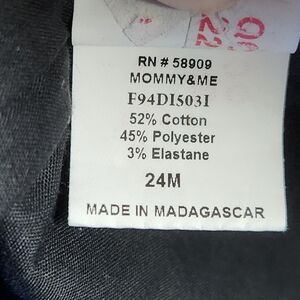 RN # 58909
MOMMY&ME
F94DI503I
52% Cotton
45% Polyester
3% Elastane
24M
MADE IN MADAGASCAR